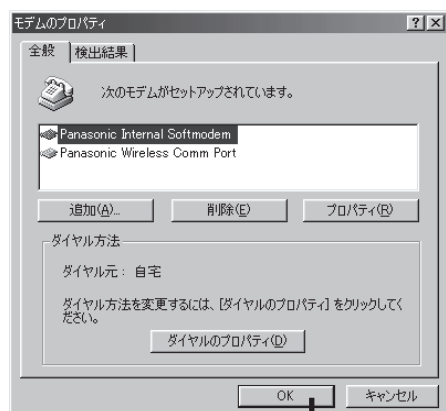 モデムのプロパティ
全般 検出結果
次のモデムがセットアップされています。
Panasonic Internal Softmodem
Panasonic Wireless Comm Port
追加(A)... 削除(E) プロパティ(R)
ダイヤル方法
ダイヤル元： 自宅
ダイヤル方法を変更するには、[ダイヤルのプロパティ] をクリックしてく
ださい。
ダイヤルのプロパティ(D)
OK キャンセル